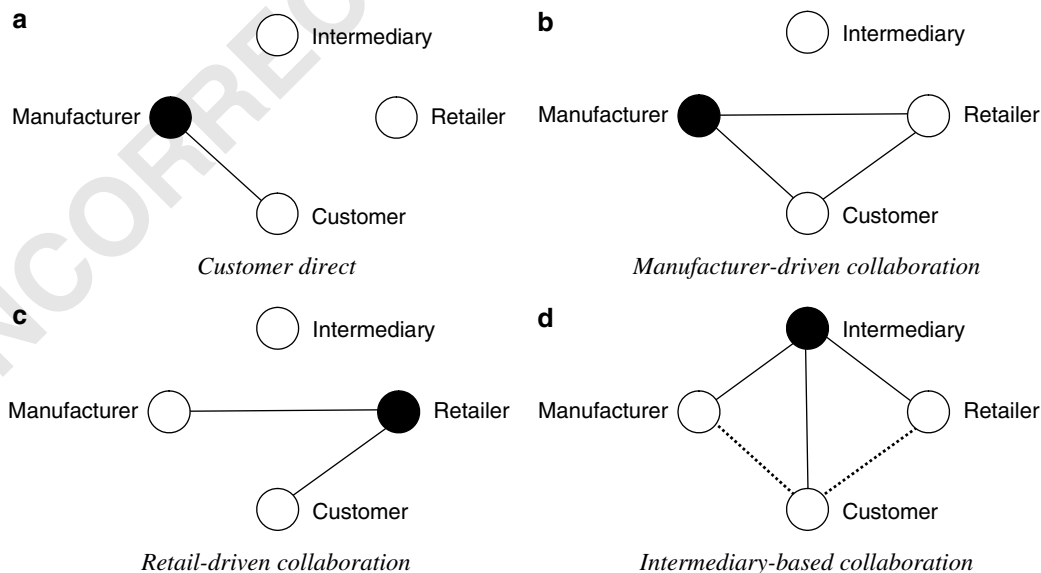 a
Intermediary
Manufacturer
Retailer
Customer
Customer direct
b
Intermediary
Manufacturer
Retailer
Customer
Manufacturer-driven collaboration
c
Intermediary
Manufacturer
Retailer
Customer
Retail-driven collaboration
d
Intermediary
Manufacturer
Retailer
Customer
Intermediary-based collaboration
NCORREC